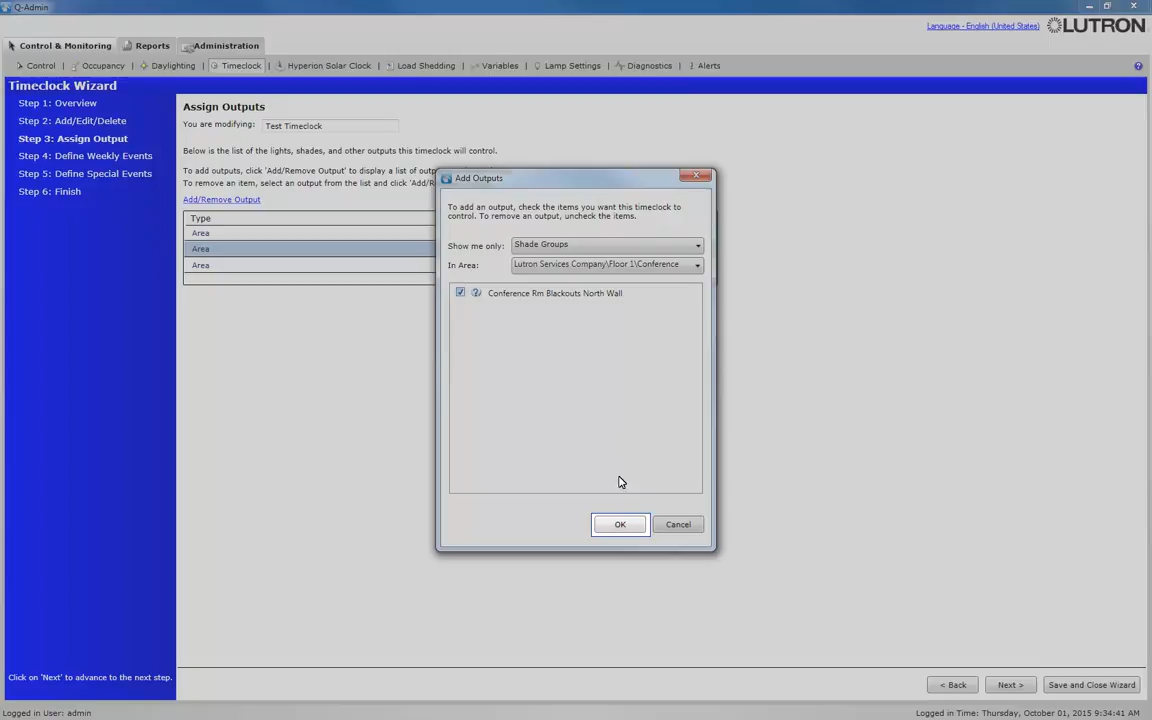 Q-Admin
Language - English (United States)
LUTRON
Control & Monitoring
Reports
Administration
Control | Occupancy | Daylighting | Timeclock | Hyperion Solar Clock | Load Shedding | Variables | Lamp Settings | Diagnostics | Alerts
Timeclock Wizard
Step 1: Overview
Step 2: Add/Edit/Delete
Step 3: Assign Output
Step 4: Define Weekly Events
Step 5: Define Special Events
Step 6: Finish
Click on 'Next' to advance to the next step.
Assign Outputs
You are modifying: Test Timeclock
Below is the list of the lights, shades, and other outputs this timeclock will control.
To add outputs, click 'Add/Remove Output' to display a list of
To remove an item, select an output from the list and click 'Add/R
Add/Remove Output
Type
Area
Area
Area
Add Outputs
To add an output, check the items you want this timeclock to
control. To remove an output, uncheck the items.
Show me only: Shade Groups
In Area: Lutron Services Company\Floor 1\Conference
Conference Rm Blackouts North Wall
OK
Cancel
< Back
Next >
Save and Close Wizard
Logged in User: admin
Logged in Time: Thursday, October 01, 2015 9:34:41 AM